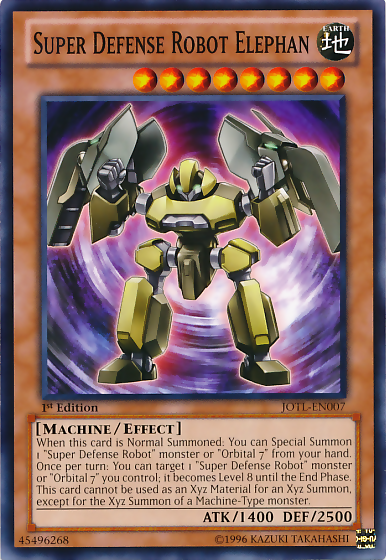 SUPER DEFENSE ROBOT ELEPHAN
EARTH
地
1st Edition
JOTL-EN007
[MACHINE/EFFECT]
When this card is Normal Summoned: You can Special Summon
1 "Super Defense Robot" monster or "Orbital 7" from your hand.
Once per turn: You can target 1 "Super Defense Robot" monster
or "Orbital 7" you control; it becomes Level 8 until the End Phase.
This card cannot be used as an Xyz Material for an Xyz Summon,
except for the Xyz Summon of a Machine-Type monster.
ATK/1400 DEF/2500
45496268
©1996 KAZUKI TAKAHASHI